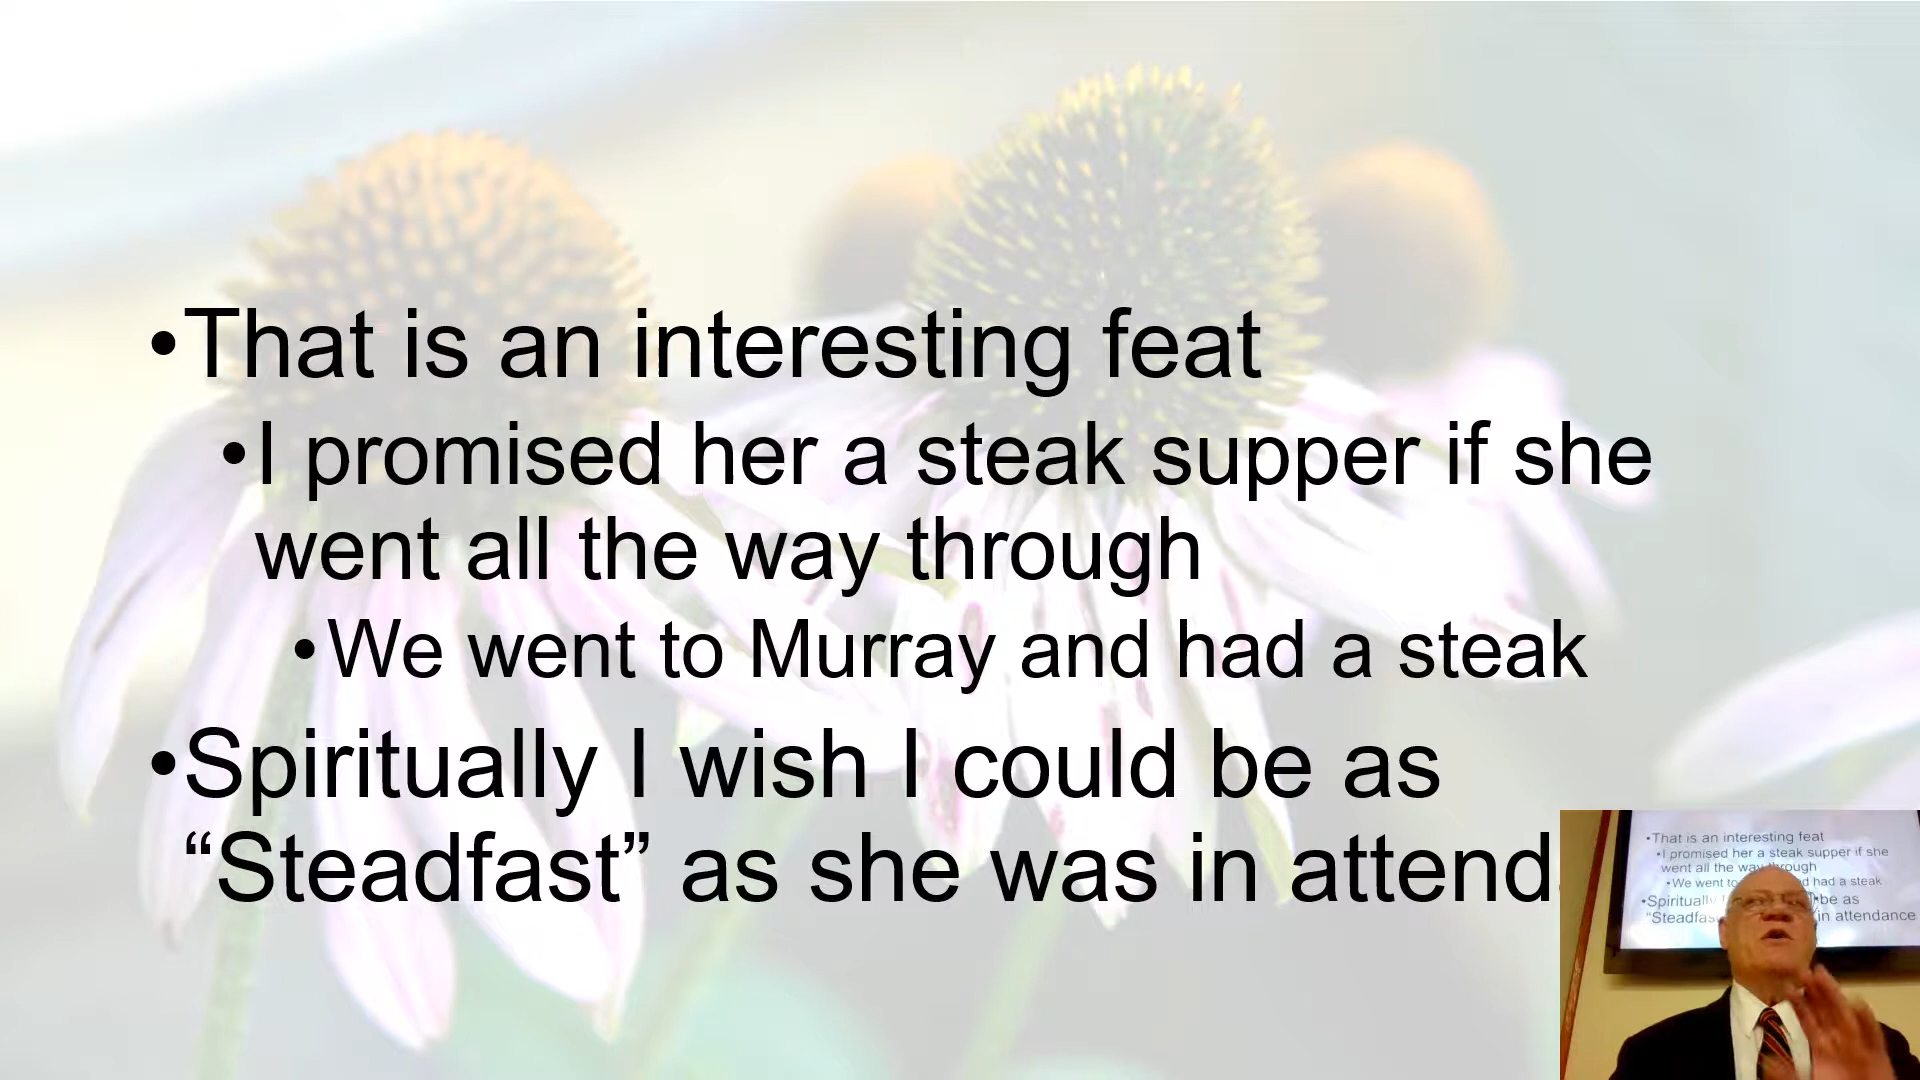 •That is an interesting feat
•I promised her a steak supper if she
went all the way through
•We went to Murray and had a steak
•Spiritually I wish I could be as
“Steadfast” as she was in attend
•That is an interesting feat
•I promised her a steak supper if she
went all the way through
•We went to had a steak
•Spiritually I be as
“Steadfas in attendance